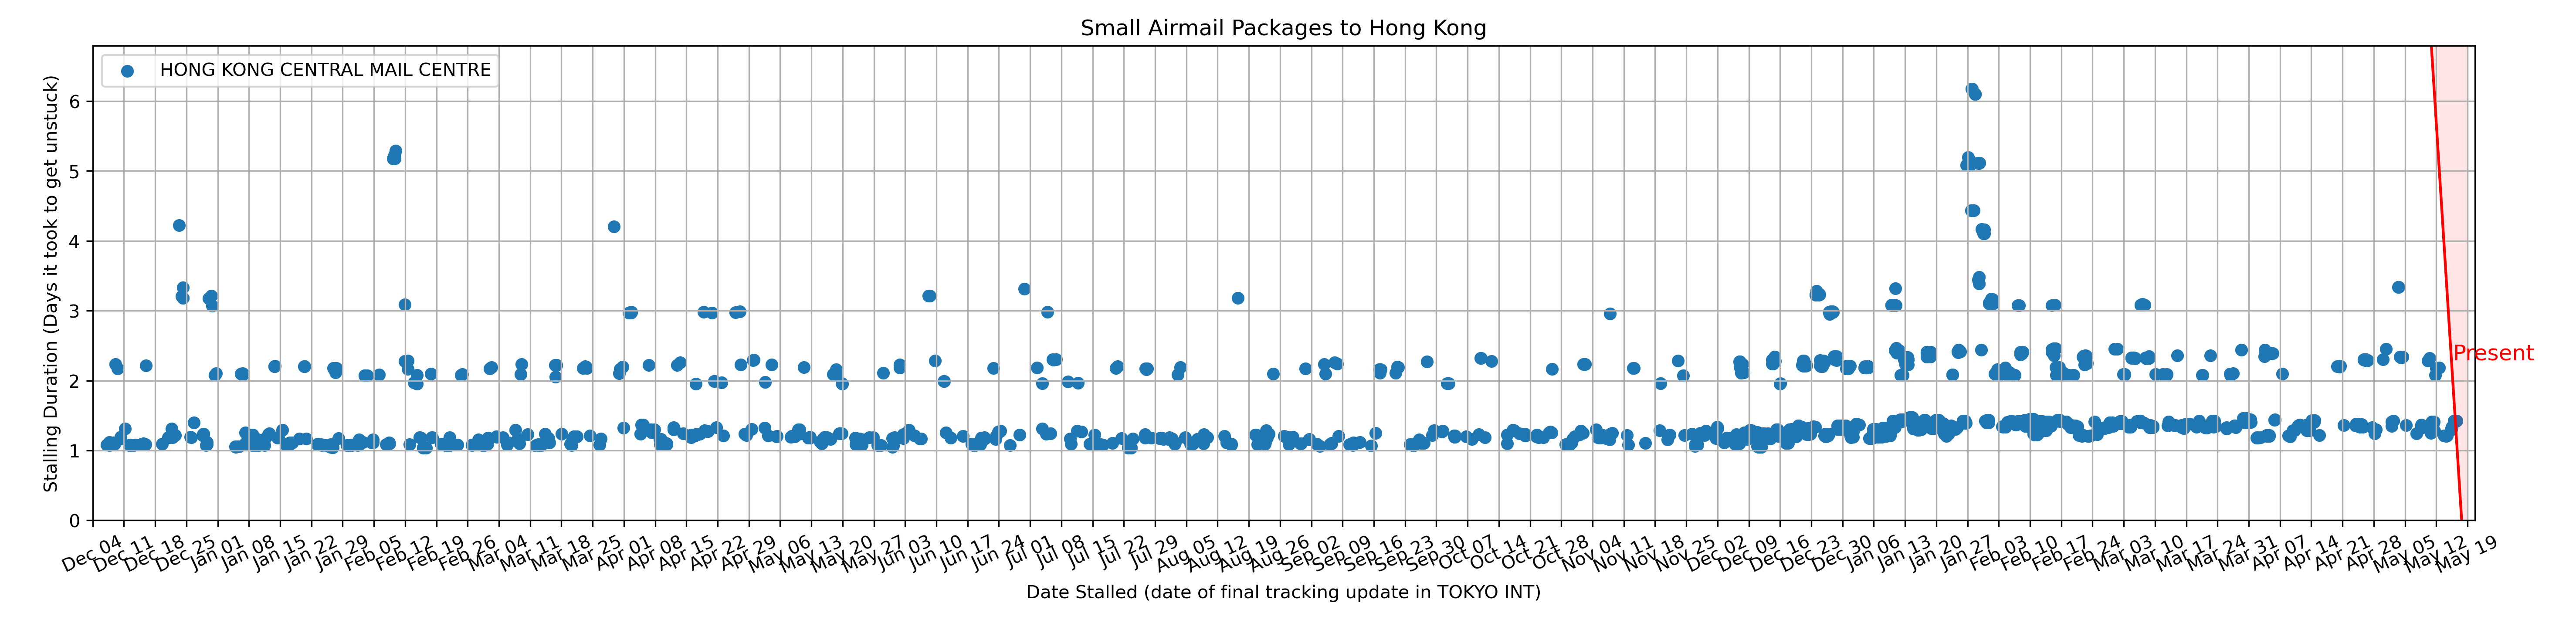 Small Airmail Packages to Hong Kong
HONG KONG CENTRAL MAIL CENTRE
Stalling Duration (Days it took to get unstuck)
6
5
4
3
2
1
0
Present
Dec 04 Dec 11 Dec 18 Dec 25 Jan 01 Jan 08 Jan 15 Jan 22 Jan 29 Feb 05 Feb 12 Feb 19 Feb 26 Mar 04 Mar 11 Mar 18 Mar 25 Apr 01 Apr 08 Apr 15 Apr 22 Apr 29 May 06 May 13 May 20 May 27 Jun 03 Jun 10 Jun 17 Jun 24 Jul 01 Jul 08 Jul 15 Jul 22 Jul 29 Aug 05 Aug 12 Aug 19 Aug 26 Sep 02 Sep 09 Sep 16 Sep 23 Sep 30 Oct 07 Oct 14 Oct 21 Oct 28 Nov 04 Nov 11 Nov 18 Nov 25 Dec 02 Dec 09 Dec 16 Dec 23 Dec 30 Jan 06 Jan 13 Jan 20 Jan 27 Feb 03 Feb 10 Feb 17 Feb 24 Mar 03 Mar 10 Mar 17 Mar 24 Mar 31 Apr 07 Apr 14 Apr 21 Apr 28 May 05 May 12 May 19
Date Stalled (date of final tracking update in TOKYO INT)